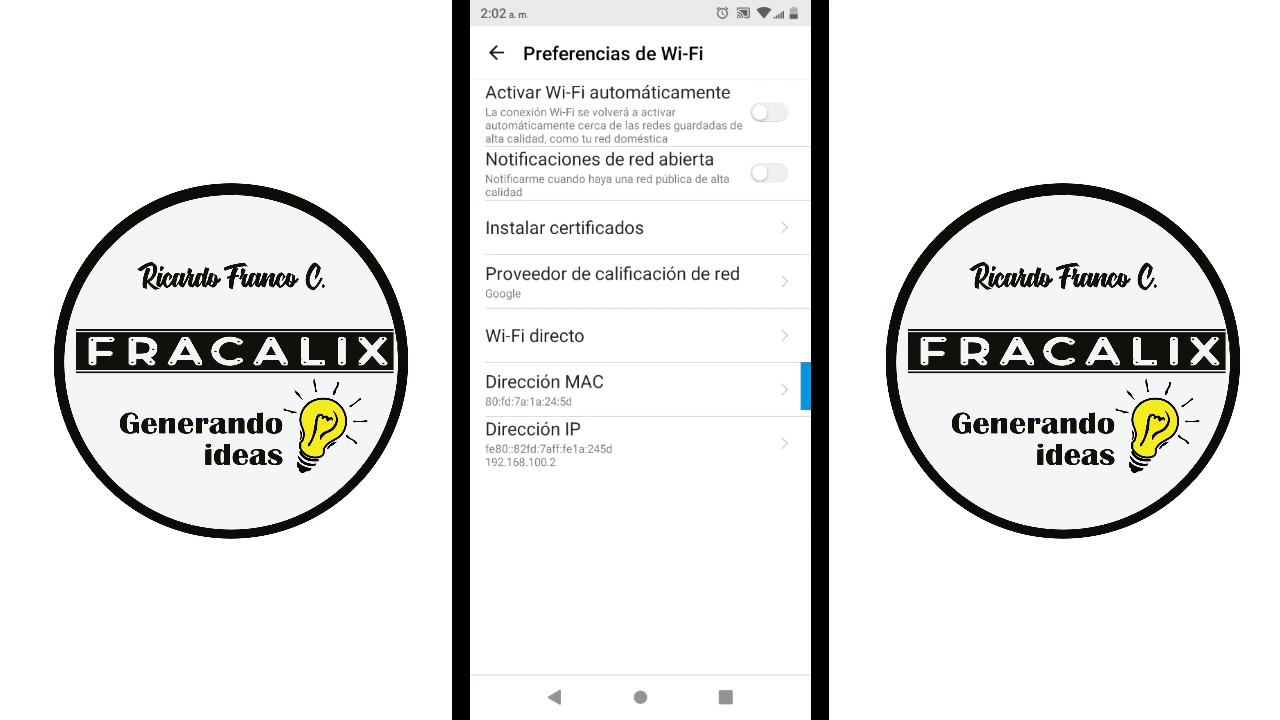 Ricardo Franco C.
FRACALIX
Generando
ideas
2:02 a. m.
Preferencias de Wi-Fi
Activar Wi-Fi automáticamente
La conexión Wi-Fi se volverá a activar
automáticamente cerca de las redes guardadas de
alta calidad, como tu red doméstica
Notificaciones de red abierta
Notificarme cuando haya una red pública de alta
calidad
Instalar certificados
Proveedor de calificación de red
Google
Wi-Fi directo
Dirección MAC
80:fd:7a:1a:24:5d
Dirección IP
fe80::82fd:7aff:fe1a:245d
192.168.100.2
Ricardo Franco C.
FRACALIX
Generando
ideas